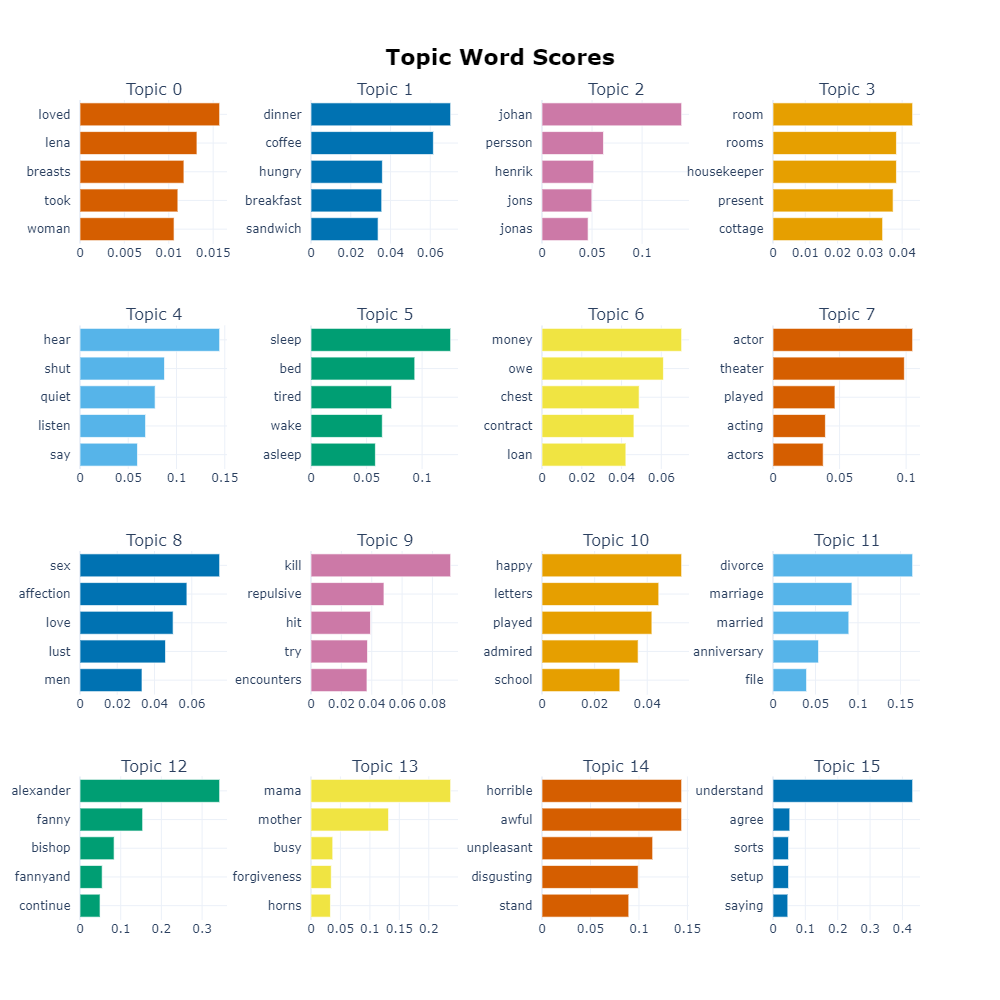 Topic Word Scores
Topic 0
loved
lena
breasts
took
woman
0 0.005 0.01 0.015
Topic 1
dinner
coffee
hungry
breakfast
sandwich
0 0.02 0.04 0.06
Topic 2
johan
persson
henrik
jons
jonas
0 0.05 0.1
Topic 3
room
rooms
housekeeper
present
cottage
0 0.01 0.02 0.03 0.04
Topic 4
hear
shut
quiet
listen
say
0 0.05 0.1 0.15
Topic 5
sleep
bed
tired
wake
asleep
0 0.05 0.1
Topic 6
money
owe
chest
contract
loan
0 0.02 0.04 0.06
Topic 7
actor
theater
played
acting
actors
0 0.05 0.1
Topic 8
sex
affection
love
lust
men
0 0.02 0.04 0.06
Topic 9
kill
repulsive
hit
try
encounters
0 0.02 0.04 0.06 0.08
Topic 10
happy
letters
played
admired
school
0 0.02 0.04
Topic 11
divorce
marriage
married
anniversary
file
0 0.05 0.1 0.15
Topic 12
alexander
fanny
bishop
fannyand
continue
0 0.1 0.2 0.3
Topic 13
mama
mother
busy
forgiveness
horns
0 0.05 0.1 0.15 0.2
Topic 14
horrible
awful
unpleasant
disgusting
stand
0 0.05 0.1 0.15
Topic 15
understand
agree
sorts
setup
saying
0 0.1 0.2 0.3 0.4